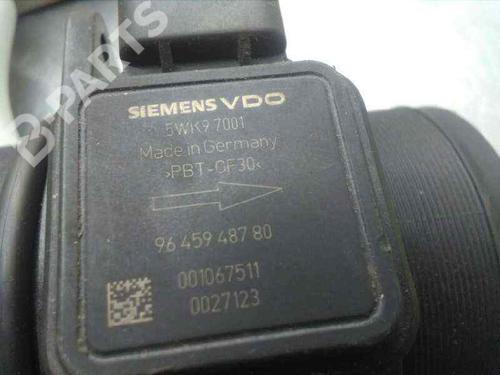 B-PARTS
SIEMENS VDO
5WK9 7001
Made in Germany
>PBT-GF30<
96 459 487 80
001067511
0027123